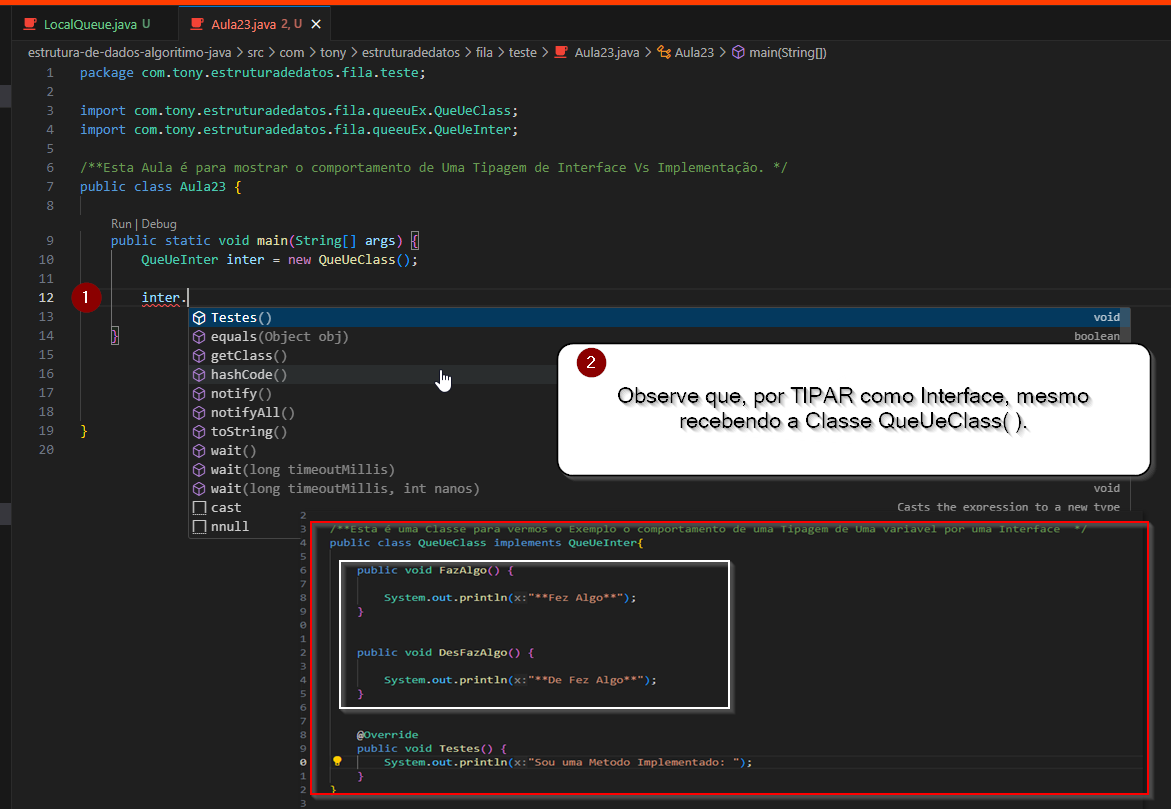 LocalQueue.java U
Aula23.java 2, U
estrutura-de-dados-algoritimo-java > src > com > tony > estruturadedatos > fila > teste > Aula23.java > Aula23 > main(String[])
1 package com.tony.estruturadedatos.fila.teste;
2
3 import com.tony.estruturadedatos.fila.queeuEx.QueUeClass;
4 import com.tony.estruturadedatos.fila.queeuEx.QueUeInter;
5
6 /**Esta Aula é para mostrar o comportamento de Uma Tipagem de Interface Vs Implementação. */
7 public class Aula23 {
8
Run | Debug
9 public static void main(String[] args) {
10 QueUeInter inter = new QueUeClass();
11
1
12 inter.
13
14 }
15
16
17
18
19 }
20
Testes() void
equals(Object obj) boolean
getClass()
hashCode()
notify()
notifyAll()
toString()
wait()
wait(long timeoutMillis)
wait(long timeoutMillis, int nanos) void
cast Casts the expression to a new type
nnull
2
Observe que, por TIPAR como Interface, mesmo
recebendo a Classe QueUeClass( ).
2
3 /**Esta é uma Classe para vermos o Exemplo o comportamento de uma Tipagem de Uma variavel por uma Interface */
4 public class QueUeClass implements QueUeInter{
5
6 public void FazAlgo() {
7
8 System.out.println(x:"**Fez Algo**");
9 }
0
1
2 public void DesFazAlgo() {
3
4 System.out.println(x:"**De Fez Algo**");
5 }
6
7
8 @Override
9 public void Testes() {
0 System.out.println(x:"Sou uma Metodo Implementado: ");
1 }
2 }
3